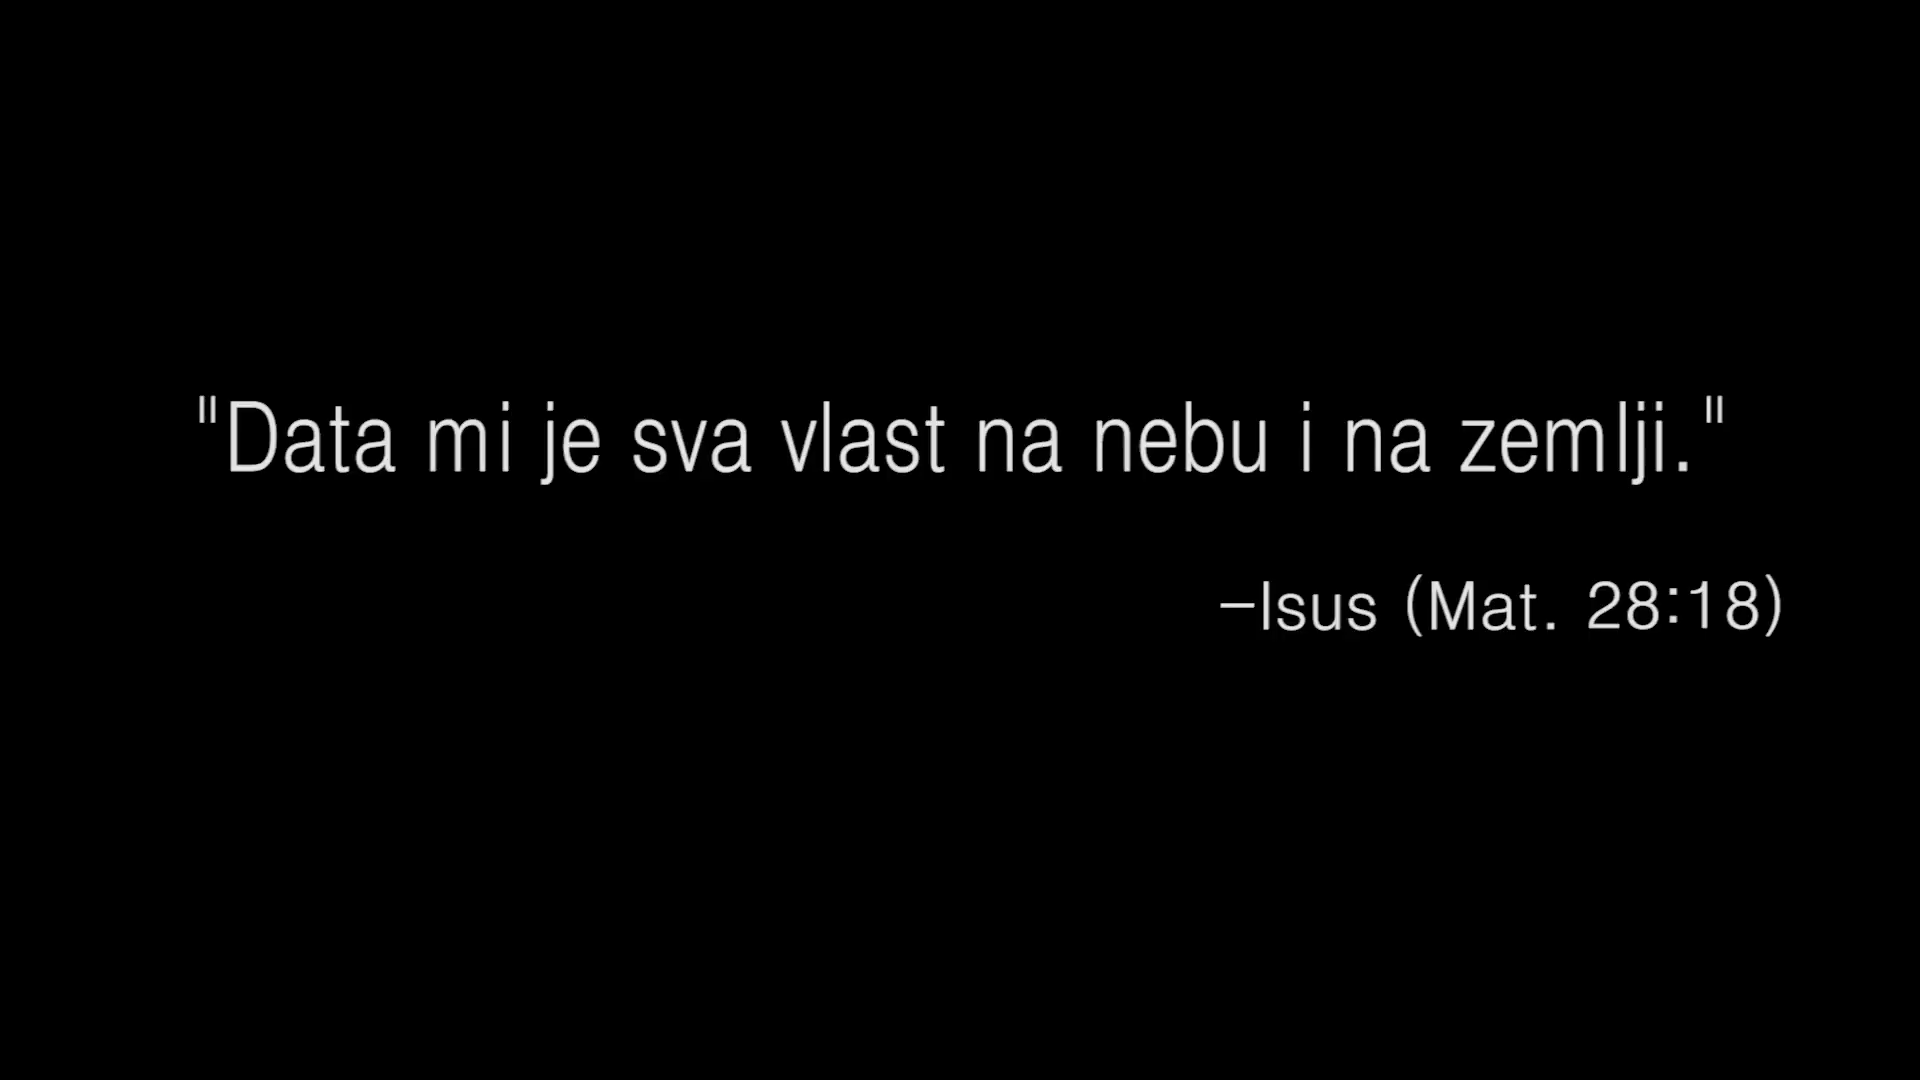 "Data mi je sva vlast na nebu i na zemlji."
–Isus (Mat. 28:18)